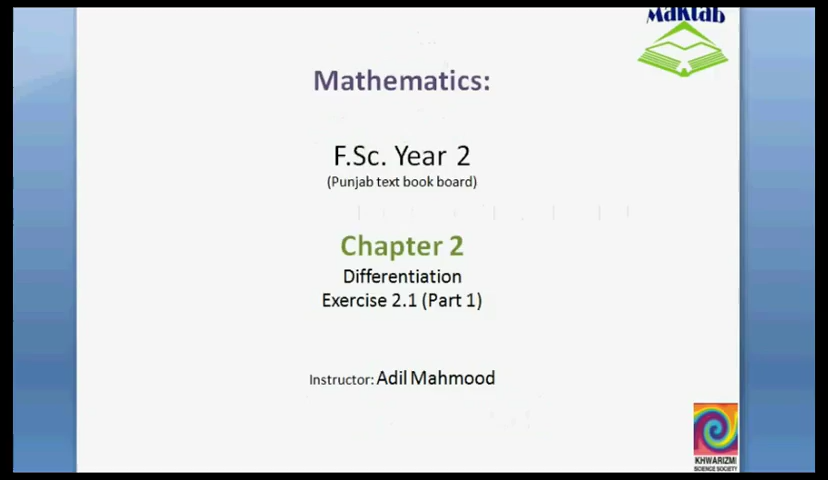 Maktab
Mathematics:
F.Sc. Year 2
(Punjab text book board)
Chapter 2
Differentiation
Exercise 2.1 (Part 1)
Instructor: Adil Mahmood
KHWARIZMI
SCIENCE SOCIETY